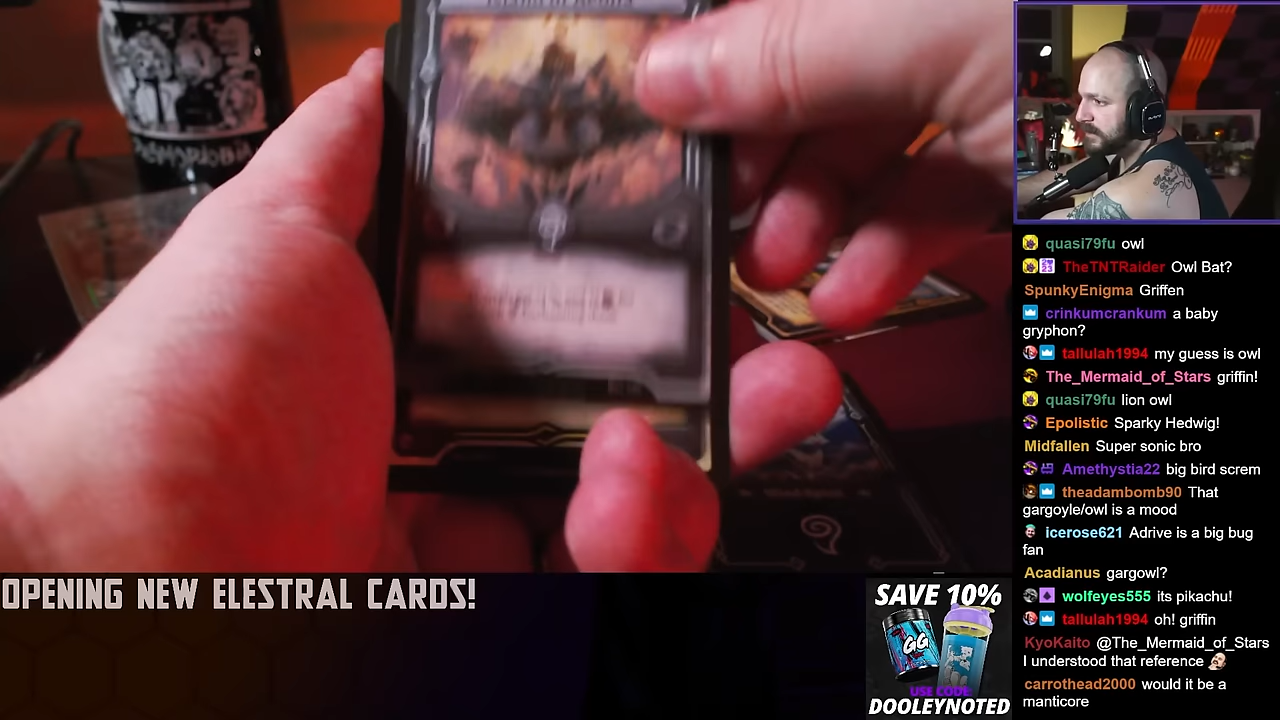 quasi79fu owl
TheTNTRaider Owl Bat?
SpunkyEnigma Griffen
crinkumcrankum a baby
gryphon?
tallulah1994 my guess is owl
The_Mermaid_of_Stars griffin!
quasi79fu lion owl
Epolistic Sparky Hedwig!
Midfallen Super sonic bro
Amethystia22 big bird screm
theadambomb90 That
gargoyle/owl is a mood
icerose621 Adrive is a big bug
fan
Acadianus gargowl?
wolfeyes555 its pikachu!
tallulah1994 oh! griffin
KyoKaito @The_Mermaid_of_Stars
I understood that reference
carrothead2000 would it be a
manticore
OPENING NEW ELESTRAL CARDS!
SAVE 10%
GG
USE CODE:
DOOLEYNOTED